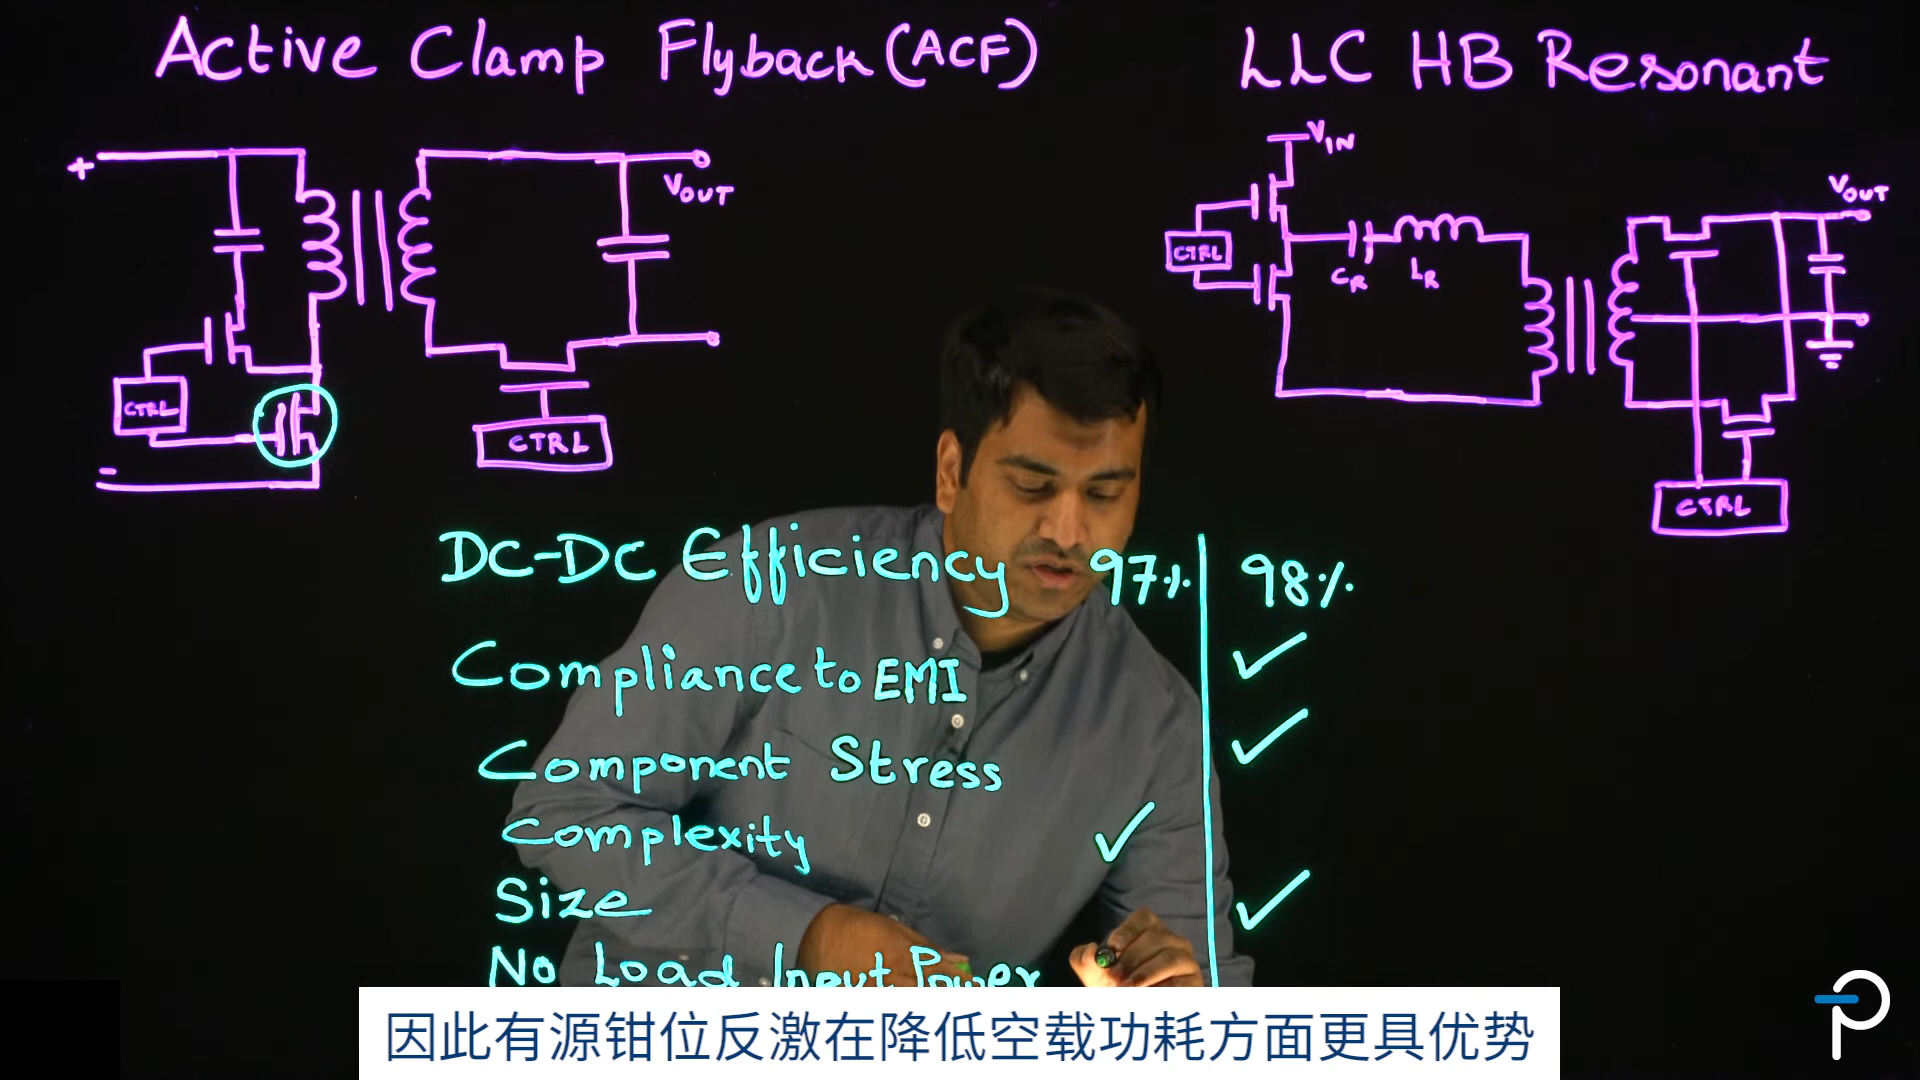 Active Clamp Flyback (ACF)
LLC HB Resonant
+
VOUT
CTRL
-
CTRL
VIN
CTRL
CR
LR
VOUT
CTRL
DC-DC Efficiency 97% 98%
Compliance to EMI
Component Stress
Complexity
Size
No Load Input Power
因此有源钳位反激在降低空载功耗方面更具优势